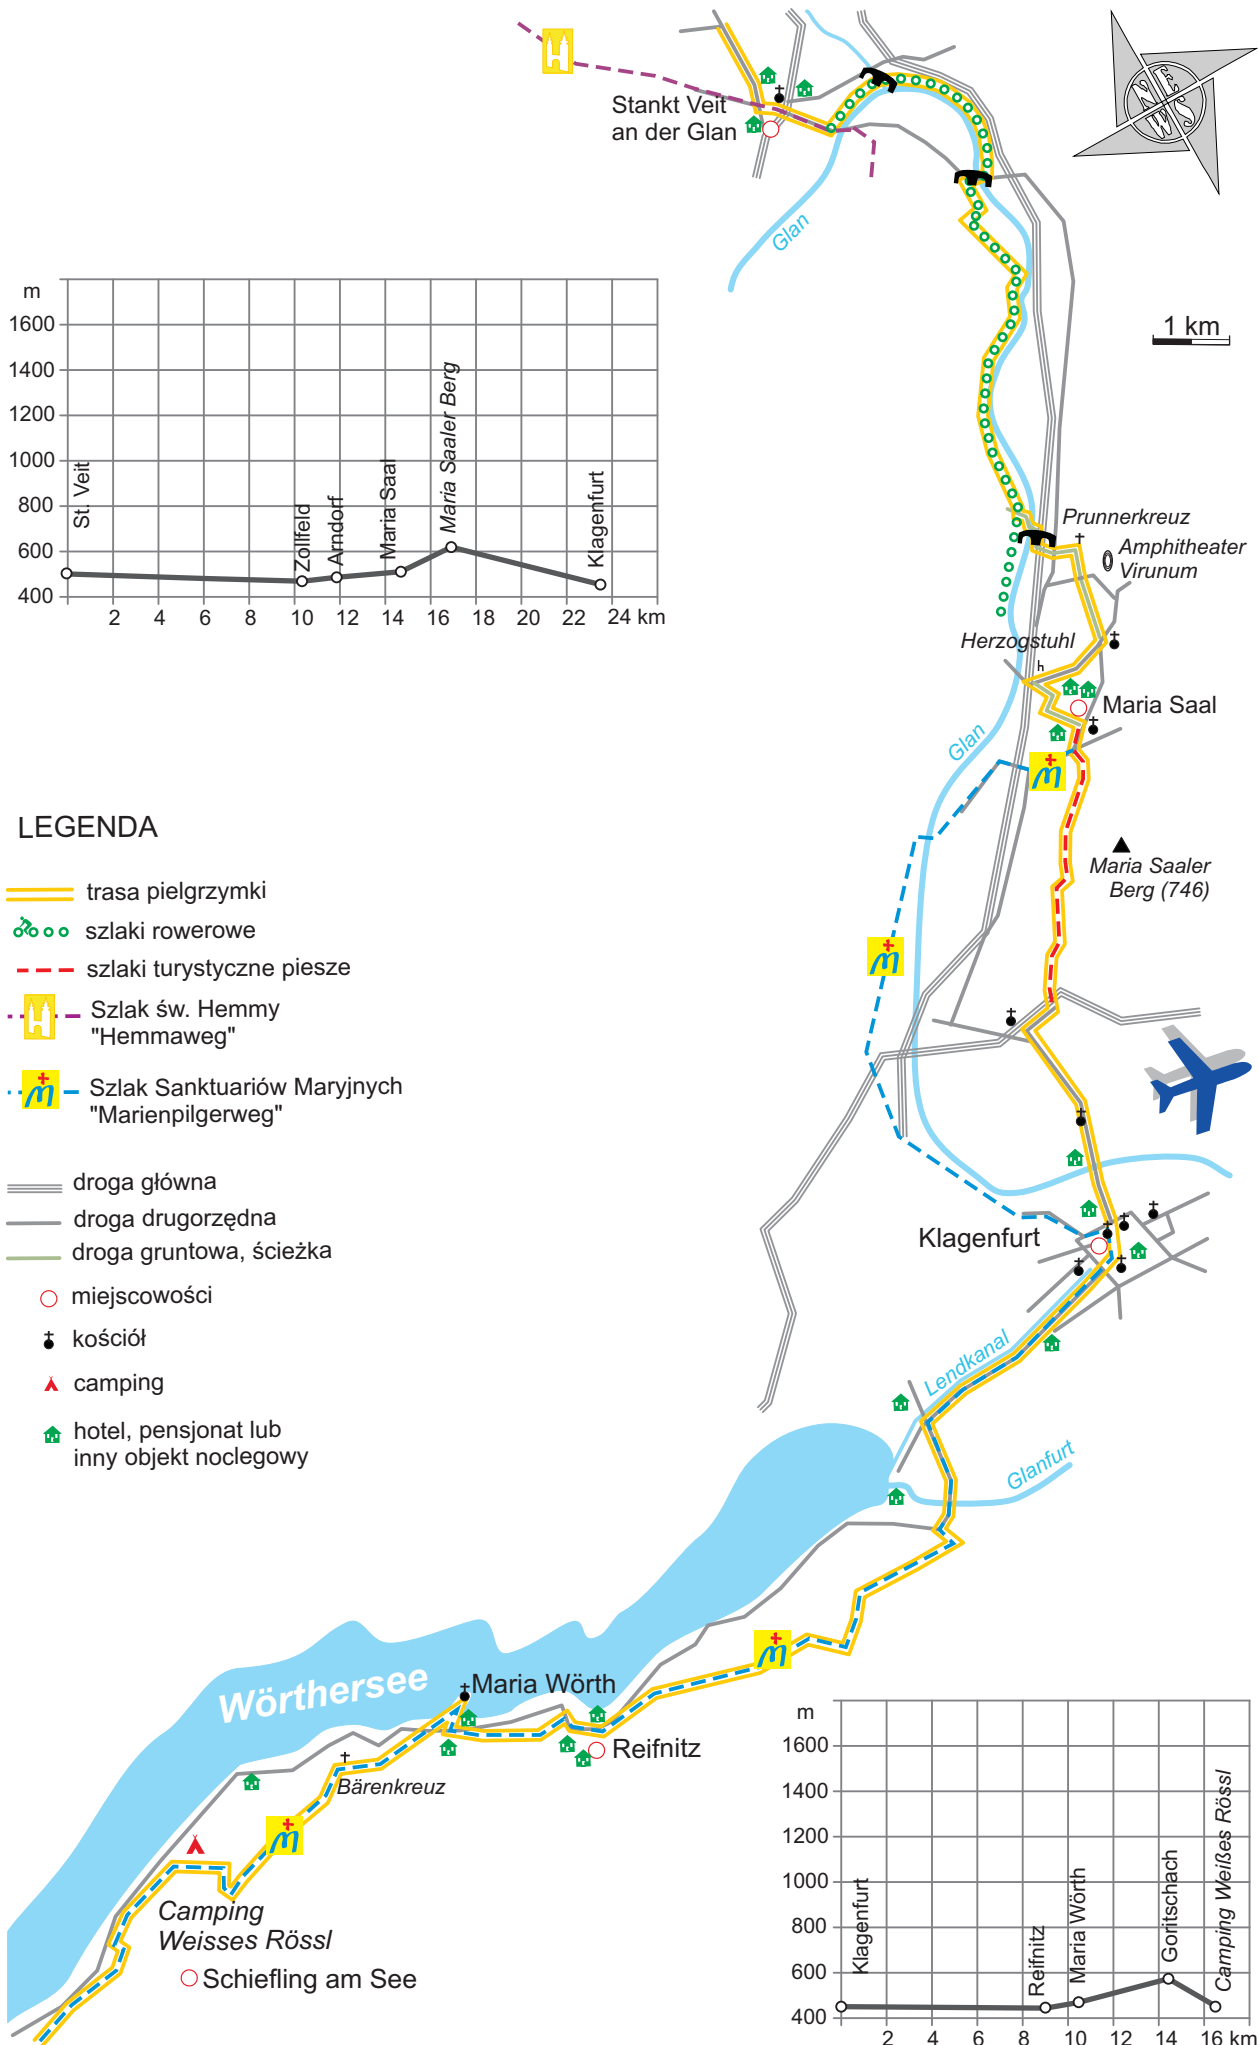 Stankt Veit
an der Glan
N
E
W
S
Glan
1 km
m
1600
1400
1200
1000
800
600
400
St. Veit
Zollfeld
Arndorf
Maria Saal
Maria Saaler Berg
Klagenfurt
2
4
6
8
10
12
14
16
18
20
22
24 km
Prunnerkreuz
Amphitheater
Virunum
Herzogstuhl
h
Maria Saal
Glan
Maria Saaler
Berg (746)
LEGENDA
trasa pielgrzymki
szlaki rowerowe
szlaki turystyczne piesze
Szlak św. Hemmy
"Hemmaweg"
Szlak Sanktuariów Maryjnych
"Marienpilgerweg"
droga główna
droga drugorzędna
droga gruntowa, ścieżka
miejscowości
kościół
camping
hotel, pensjonat lub
inny objekt noclegowy
Klagenfurt
Lendkanal
Glanfurt
Wörthersee
Maria Wörth
Reifnitz
Bärenkreuz
Camping
Weisses Rössl
Schiefling am See
m
1600
1400
1200
1000
800
600
400
Klagenfurt
Reifnitz
Maria Wörth
Goritschach
Camping Weißes Rössl
2
4
6
8
10
12
14
16 km